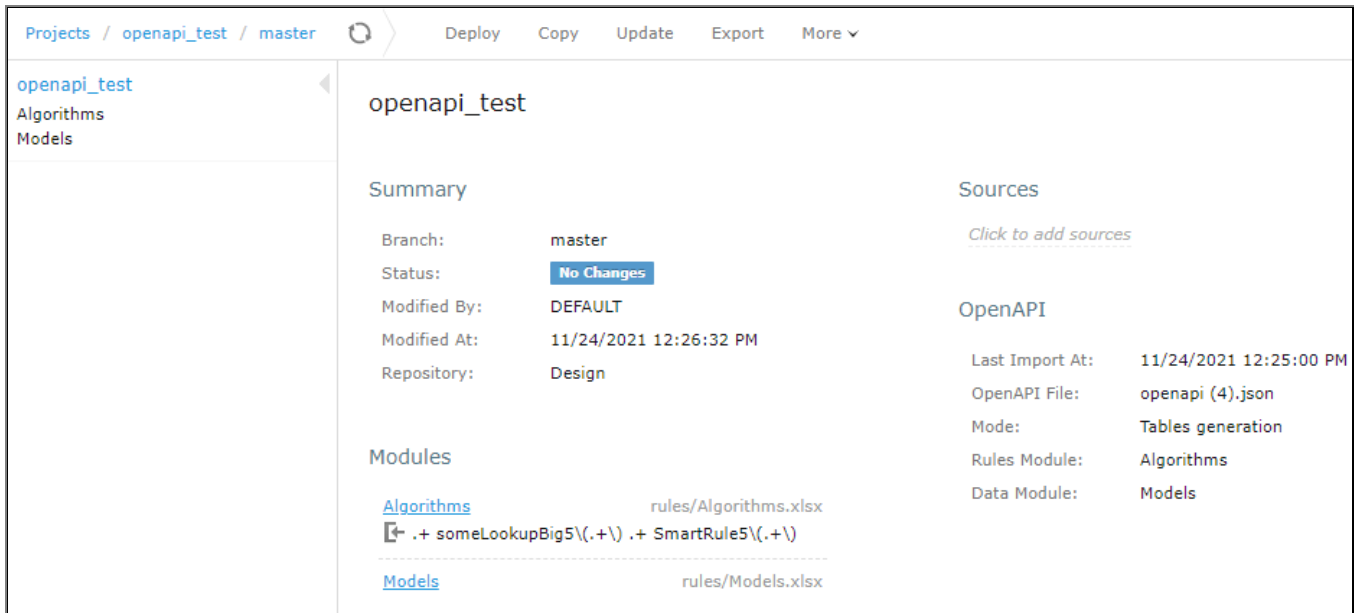 Projects / openapi_test / master Deploy Copy Update Export More
openapi_test
Algorithms
Models
openapi_test
Summary
Branch: master
Status: No Changes
Modified By: DEFAULT
Modified At: 11/24/2021 12:26:32 PM
Repository: Design
Modules
Algorithms rules/Algorithms.xlsx
.+ someLookupBig5\(.+\) .+ SmartRule5\(.+\)
Models rules/Models.xlsx
Sources
Click to add sources
OpenAPI
Last Import At: 11/24/2021 12:25:00 PM
OpenAPI File: openapi (4).json
Mode: Tables generation
Rules Module: Algorithms
Data Module: Models